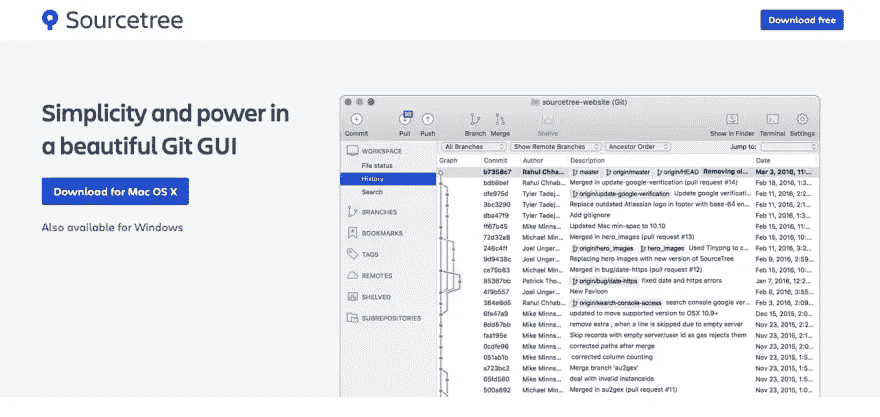 Sourcetree
Download free
Simplicity and power in
a beautiful Git GUI
Download for Mac OS X
Also available for Windows
sourcetree-website (Git)
Commit Pull Push Branch Merge Shelve Show in Finder Terminal Settings
All Branches Show Remote Branches Ancestor Order Jump to:
Graph Commit Author Description Date
WORKSPACE
File status
History
Search
BRANCHES
BOOKMARKS
TAGS
REMOTES
SHELVED
SUBREPOSITORIES
b7358c7 Rahul Chha... master origin/master origin/HEAD Removing ol... Mar 3, 2016, 11:...
bdb8bef Rahul Chhab... Merged in update-google-verification (pull request #14) Feb 18, 2016, 1:3...
dfe975d Tyler Tadej... origin/update-google-verification Update google verificati... Feb 11, 2016, 2:2...
3bc3290 Tyler Tadej... Replace outdated Atlassian logo in footer with base-64 en... Feb 11, 2016, 2:1...
dba47f9 Tyler Tadej... Add gitignore Feb 11, 2016, 1:3...
ff67b45 Mike Minns... Updated Mac min-spec to 10.10 Feb 15, 2016, 11:...
72d32a8 Michael Min... Merged in hero_images (pull request #13) Feb 15, 2016, 10:...
246c4ff Joel Unger... origin/hero_images hero_images Used Tinypng to c... Feb 11, 2016, 3:3...
9d9438c Joel Unger... Replacing hero images with new version of SourceTree Feb 9, 2016, 2:59...
ce75b63 Michael Min... Merged in bug/date-https (pull request #12) Feb 15, 2016, 10:...
85367bb Patrick Tho... origin/bug/date-https fixed date and https errors Jan 7, 2016, 12:2...
4f9b557 Joel Unger... New Favicon Feb 8, 2016, 3:55...
384e6d5 Rahul Chhab... origin/search-console-access search console google ver... Feb 3, 2016, 2:09...
6fa47a9 Mike Minns... updated to move supported version to OSX 10.9+ Dec 15, 2015, 2:0...
8dd87bb Mike Minns... remove extra , when a line is skipped due to empty server Nov 23, 2015, 2:2...
faa195e Mike Minns... Skip records with empty server/user id as gas rejects them Nov 23, 2015, 2:1...
0cdfe96 Mike Minns... corrected paths after merge Nov 23, 2015, 2:0...
051ab1b Mike Minns... corrected column counting Nov 23, 2015, 1:5...
a723bc2 Mike Minns... Merge branch 'au2gex' Nov 23, 2015, 1:5...
65fd580 Mike Minns... deal with invalid instanceids Nov 23, 2015, 1:5...
500a892 Michael Min... Merged in au2gex (pull request #11) Nov 23, 2015, 1:0...